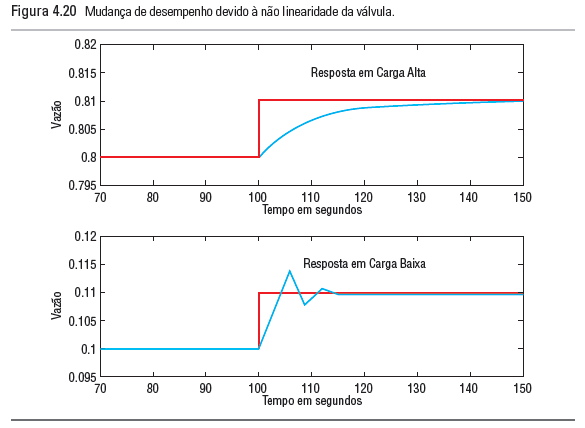 Figura 4.20 Mudança de desempenho devido à não linearidade da válvula.
0.82
0.815
0.81
0.805
0.8
0.795
Vazão
Resposta em Carga Alta
70 80 90 100 110 120 130 140 150
Tempo em segundos
0.12
0.115
0.11
0.105
0.1
0.095
Vazão
Resposta em Carga Baixa
70 80 90 100 110 120 130 140 150
Tempo em segundos